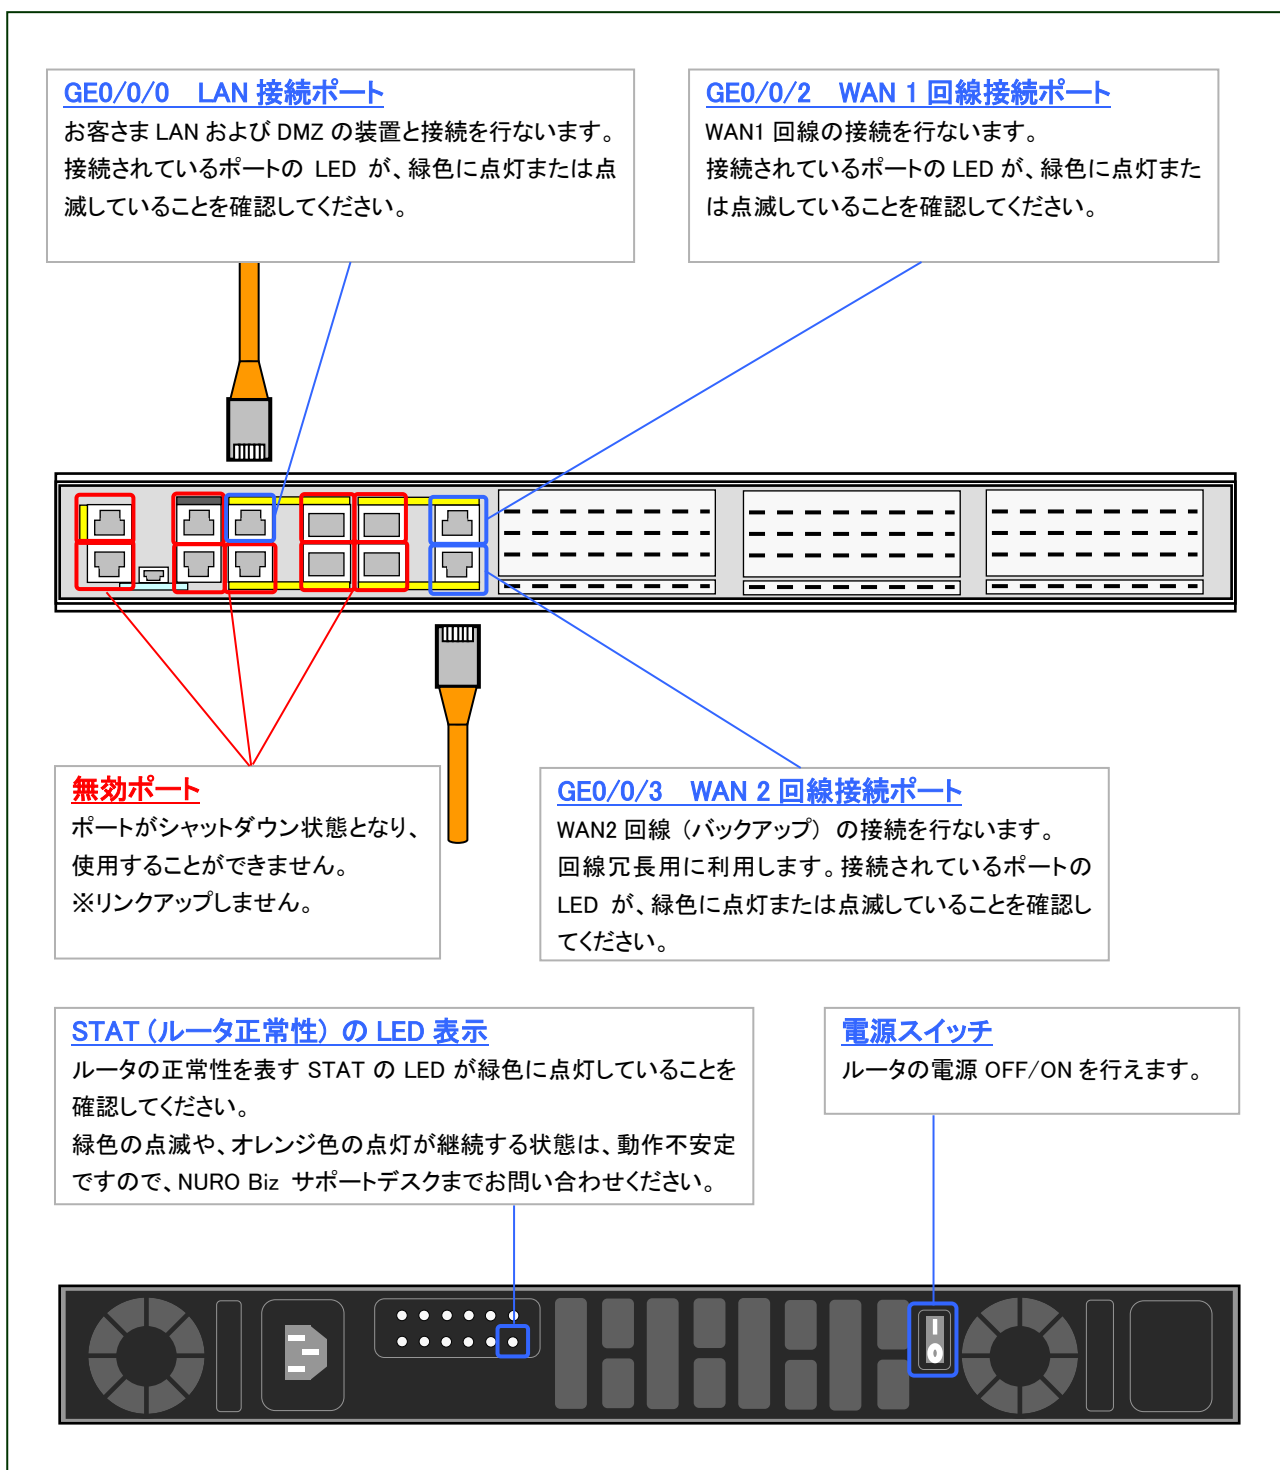 GE0/0/0　LAN 接続ポート
お客さま LAN および DMZ の装置と接続を行ないます。
接続されているポートの LED が、緑色に点灯または点
滅していることを確認してください。
GE0/0/2　WAN 1 回線接続ポート
WAN1 回線の接続を行ないます。
接続されているポートの LED が、緑色に点灯また
は点滅していることを確認してください。
無効ポート
ポートがシャットダウン状態となり、
使用することができません。
※リンクアップしません。
GE0/0/3　WAN 2 回線接続ポート
WAN2 回線（バックアップ）の接続を行ないます。
回線冗長用に利用します。接続されているポートの
LED が、緑色に点灯または点滅していることを確認し
てください。
STAT（ルータ正常性）の LED 表示
ルータの正常性を表す STAT の LED が緑色に点灯していることを
確認してください。
緑色の点滅や、オレンジ色の点灯が継続する状態は、動作不安定
ですので、NURO Biz サポートデスクまでお問い合わせください。
電源スイッチ
ルータの電源 OFF/ON を行えます。